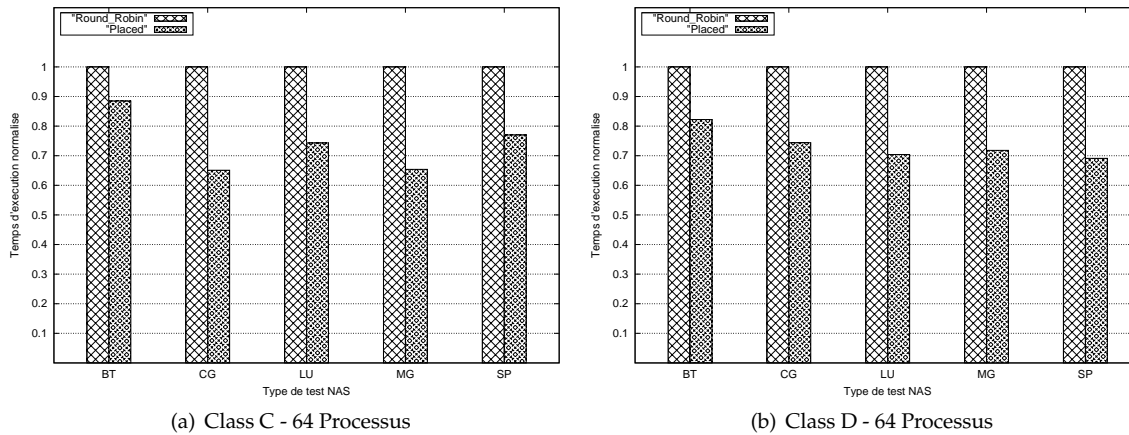 "Round_Robin"
"Placed"
1
0.9
0.8
0.7
0.6
0.5
0.4
0.3
0.2
0.1
Temps d'execution normalise
BT CG LU MG SP
Type de test NAS
(a) Class C - 64 Processus
"Round_Robin"
"Placed"
1
0.9
0.8
0.7
0.6
0.5
0.4
0.3
0.2
0.1
Temps d'execution normalise
BT CG LU MG SP
Type de test NAS
(b) Class D - 64 Processus